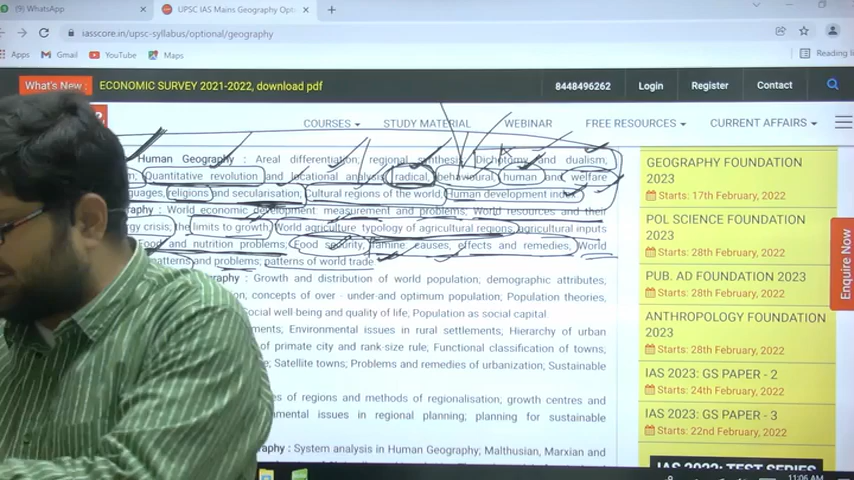 (9) WhatsApp
UPSC IAS Mains Geography Opt
iasscore.in/upsc-syllabus/optional/geography
Apps
Gmail
YouTube
Maps
Reading
What's New :
ECONOMIC SURVEY 2021-2022, download pdf
8448496262
Login
Register
Contact
COURSES
STUDY MATERIAL
WEBINAR
FREE RESOURCES
CURRENT AFFAIRS
Human Geography : Areal differentiation; regional synthesis; Dichotomy and dualism,
Quantitative revolution and locational analysis, radical, behavioural, human and welfare
religions and secularisation; Cultural regions of the world; Human development index
World economic development: measurement and problems; World resources and their
crisis; the limits to growth; World agriculture: typology of agricultural regions; agricultural inputs
Food and nutrition problems; Food security; famine: causes, effects and remedies; World
patterns and problems; patterns of world trade
: Growth and distribution of world population; demographic attributes,
concepts of over - under-and optimum population; Population theories,
Social well being and quality of life; Population as social capital
Environmental issues in rural settlements; Hierarchy of urban
of primate city and rank-size rule; Functional classification of towns;
Satellite towns; Problems and remedies of urbanization; Sustainable
of regions and methods of regionalisation; growth centres and
issues in regional planning; planning for sustainable
: System analysis in Human Geography; Malthusian, Marxian and
GEOGRAPHY FOUNDATION
2023
Starts: 17th February, 2022
POL SCIENCE FOUNDATION
2023
Starts: 28th February, 2022
PUB. AD FOUNDATION 2023
Starts: 28th February, 2022
ANTHROPOLOGY FOUNDATION
2023
Starts: 28th February, 2022
IAS 2023: GS PAPER - 2
Starts: 24th February, 2022
IAS 2023: GS PAPER - 3
Starts: 22nd February, 2022
IAS 2022: TEST SERIES
Enquire Now
11:06 AM